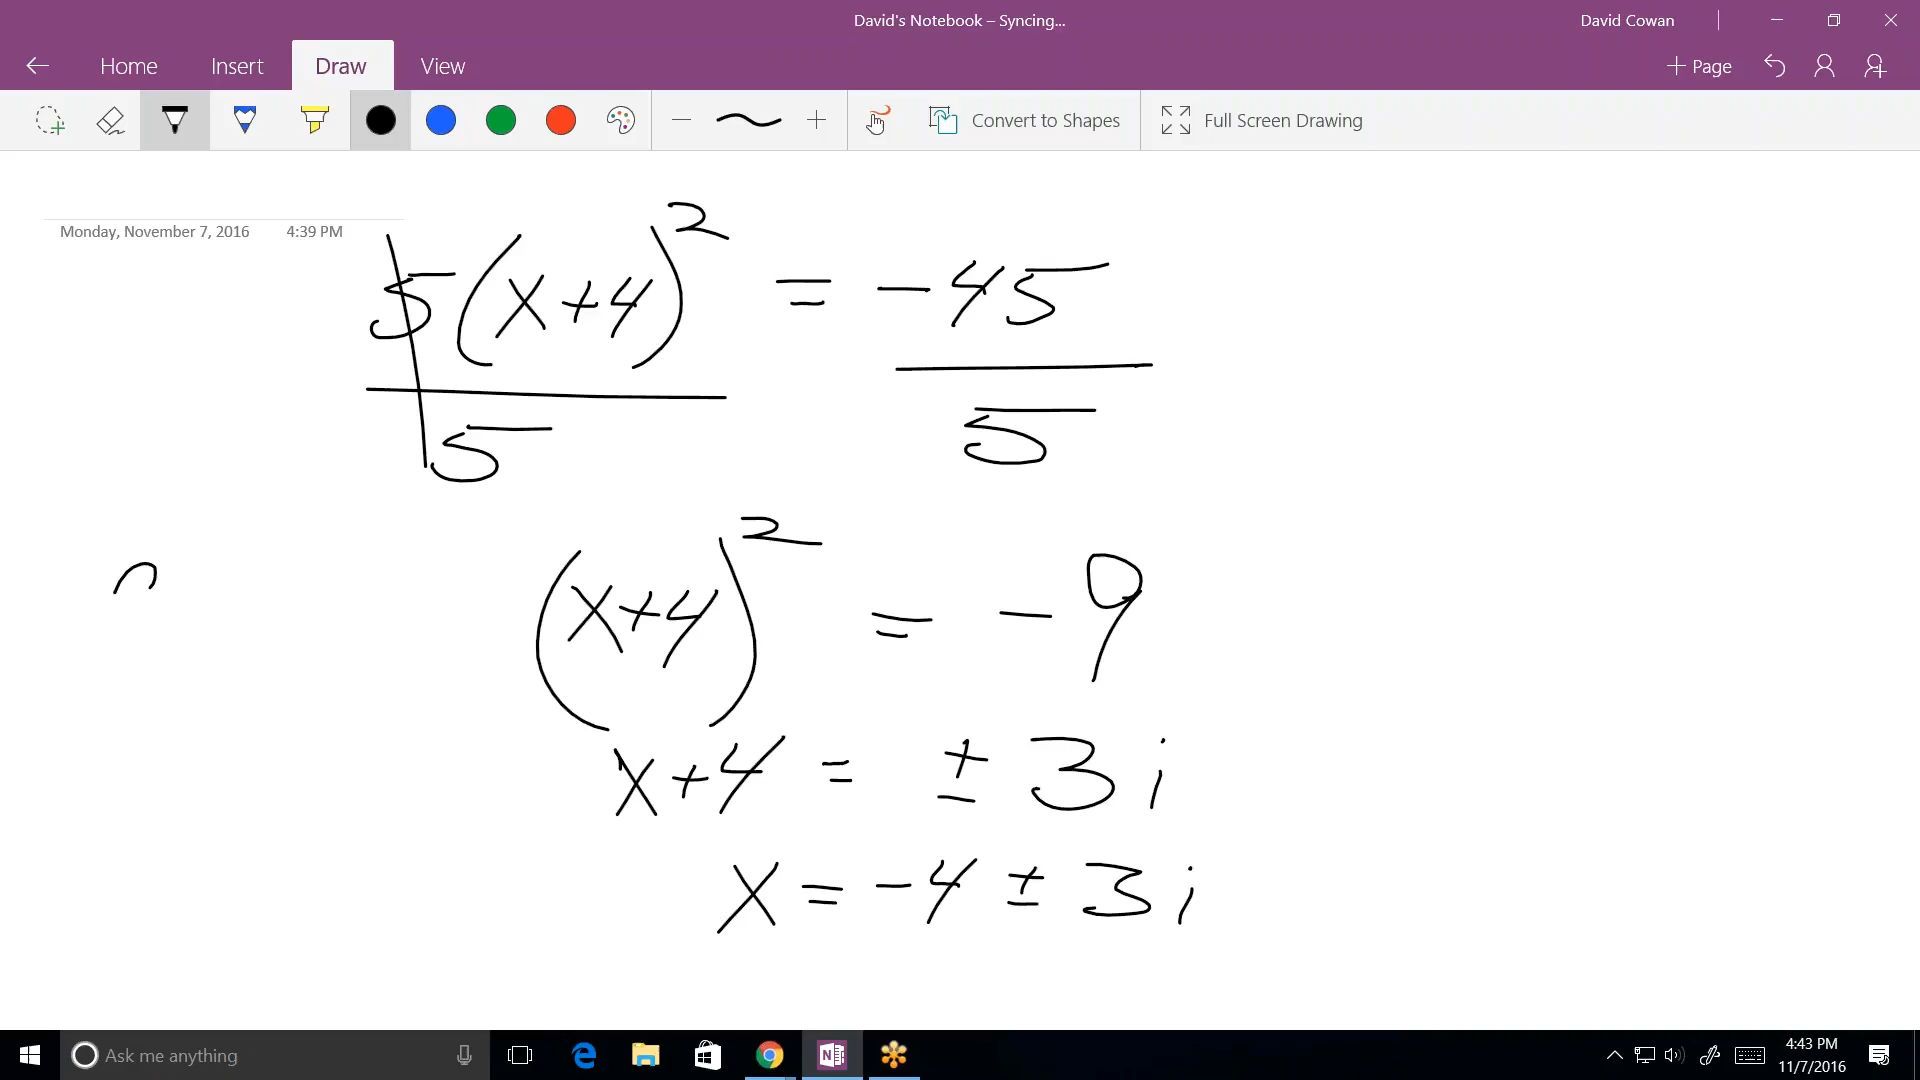 David's Notebook – Syncing...
David Cowan
Home Insert Draw View
Page
Convert to Shapes Full Screen Drawing
Monday, November 7, 2016 4:39 PM
5(x+4)² = -45
5 5
(x+4)² = -9
x+4 = ± 3i
x = -4 ± 3i
Ask me anything
4:43 PM
11/7/2016